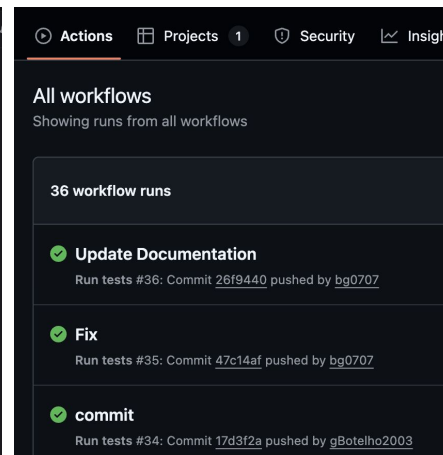 Actions Projects 1 Security
All workflows
Showing runs from all workflows
36 workflow runs
Update Documentation
Run tests #36: Commit 26f9440 pushed by bg0707
Fix
Run tests #35: Commit 47c14af pushed by bg0707
commit
Run tests #34: Commit 17d3f2a pushed by gBotelho2003